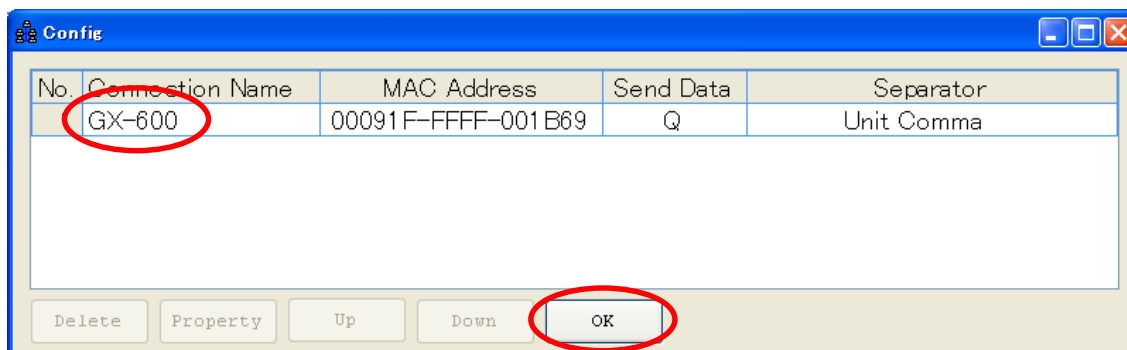 Config
No. Connection Name MAC Address Send Data Separator
GX-600 00091F-FFFF-001B69 Q Unit Comma
Delete Property Up Down OK